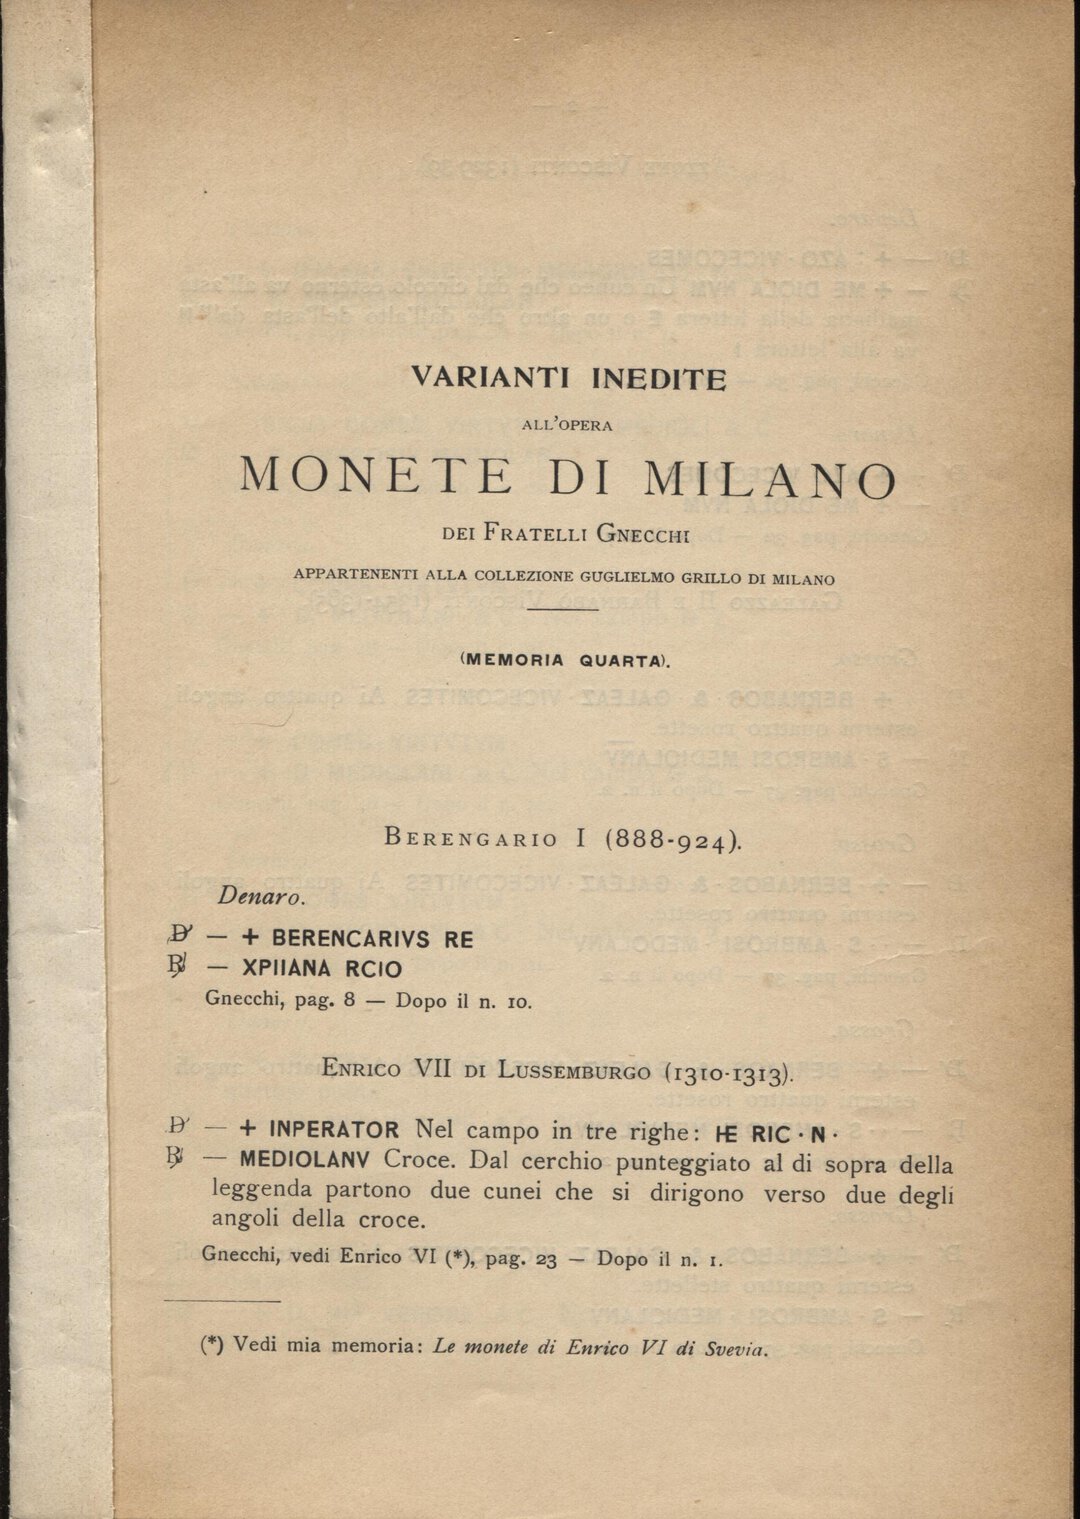 VARIANTI INEDITE
ALL'OPERA
MONETE DI MILANO
DEI FRATELLI GNECCHI
APPARTENENTI ALLA COLLEZIONE GUGLIELMO GRILLO DI MILANO
(MEMORIA QUARTA).
BERENGARIO I (888-924).
Denaro.
D' — + BERENCARIVS RE
R/ — XPIIANA RCIO
Gnecchi, pag. 8 — Dopo il n. 10.
ENRICO VII DI LUSSEMBURGO (1310-1313).
D' — + INPERATOR Nel campo in tre righe: HE RIC · N ·
R/ — MEDIOLANV Croce. Dal cerchio punteggiato al di sopra della
leggenda partono due cunei che si dirigono verso due degli
angoli della croce.
Gnecchi, vedi Enrico VI (*), pag. 23 — Dopo il n. 1.
(*) Vedi mia memoria: Le monete di Enrico VI di Svevia.